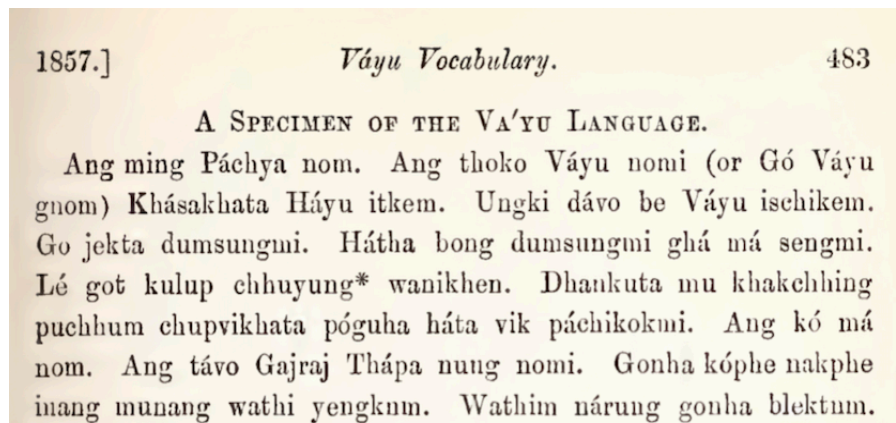 1857.] Váyu Vocabulary. 483
A SPECIMEN OF THE VA'YU LANGUAGE.
Ang ming Páchya nom. Ang thoko Váyu nomi (or Gó Váyu
gnom) Khásakhata Háyu itkem. Ungki dávo be Váyu ischikem.
Go jekta dumsungmi. Hátha bong dumsungmi ghá má sengmi.
Lé got kulup chhuyung* wanikhen. Dhankuta mu khakchhing
puchhum chupvikhata póguha háta vik páchikokmi. Ang kó má
nom. Ang távo Gajraj Thápa nung nomi. Gonha kóphe nakphe
inang munang wathi yengkum. Wathim nárung gonha blektum.